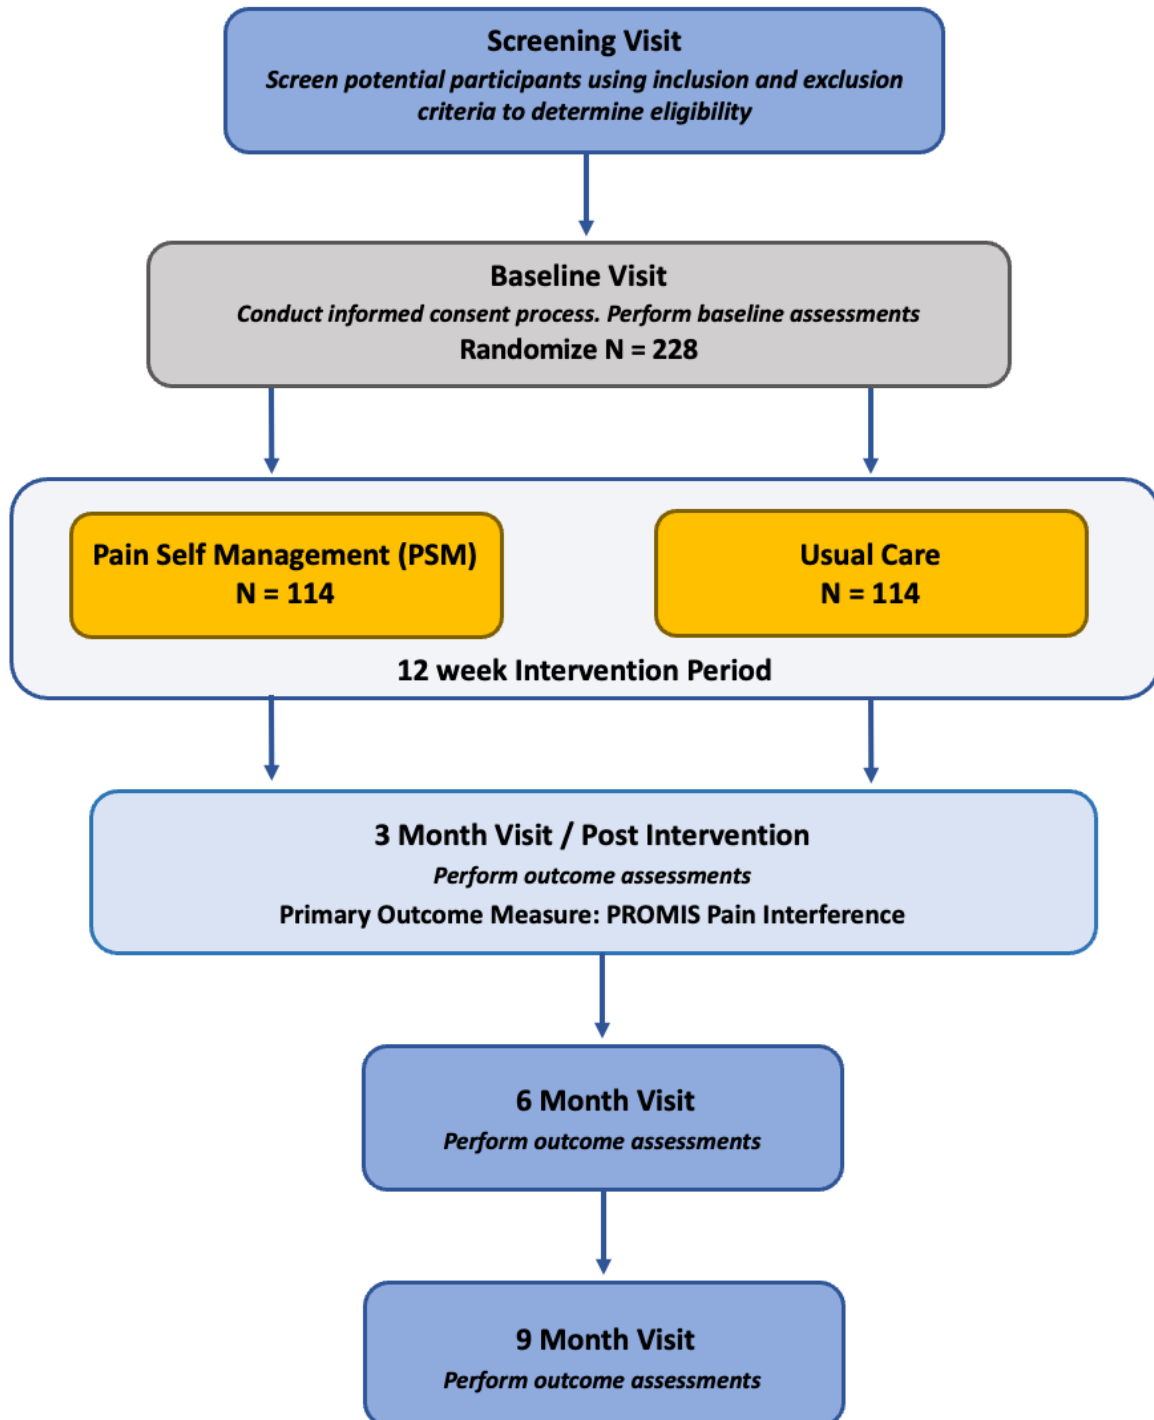 Screening Visit
Screen potential participants using inclusion and exclusion
criteria to determine eligibility
Baseline Visit
Conduct informed consent process. Perform baseline assessments
Randomize N = 228
Pain Self Management (PSM)
N = 114
Usual Care
N = 114
12 week Intervention Period
3 Month Visit / Post Intervention
Perform outcome assessments
Primary Outcome Measure: PROMIS Pain Interference
6 Month Visit
Perform outcome assessments
9 Month Visit
Perform outcome assessments